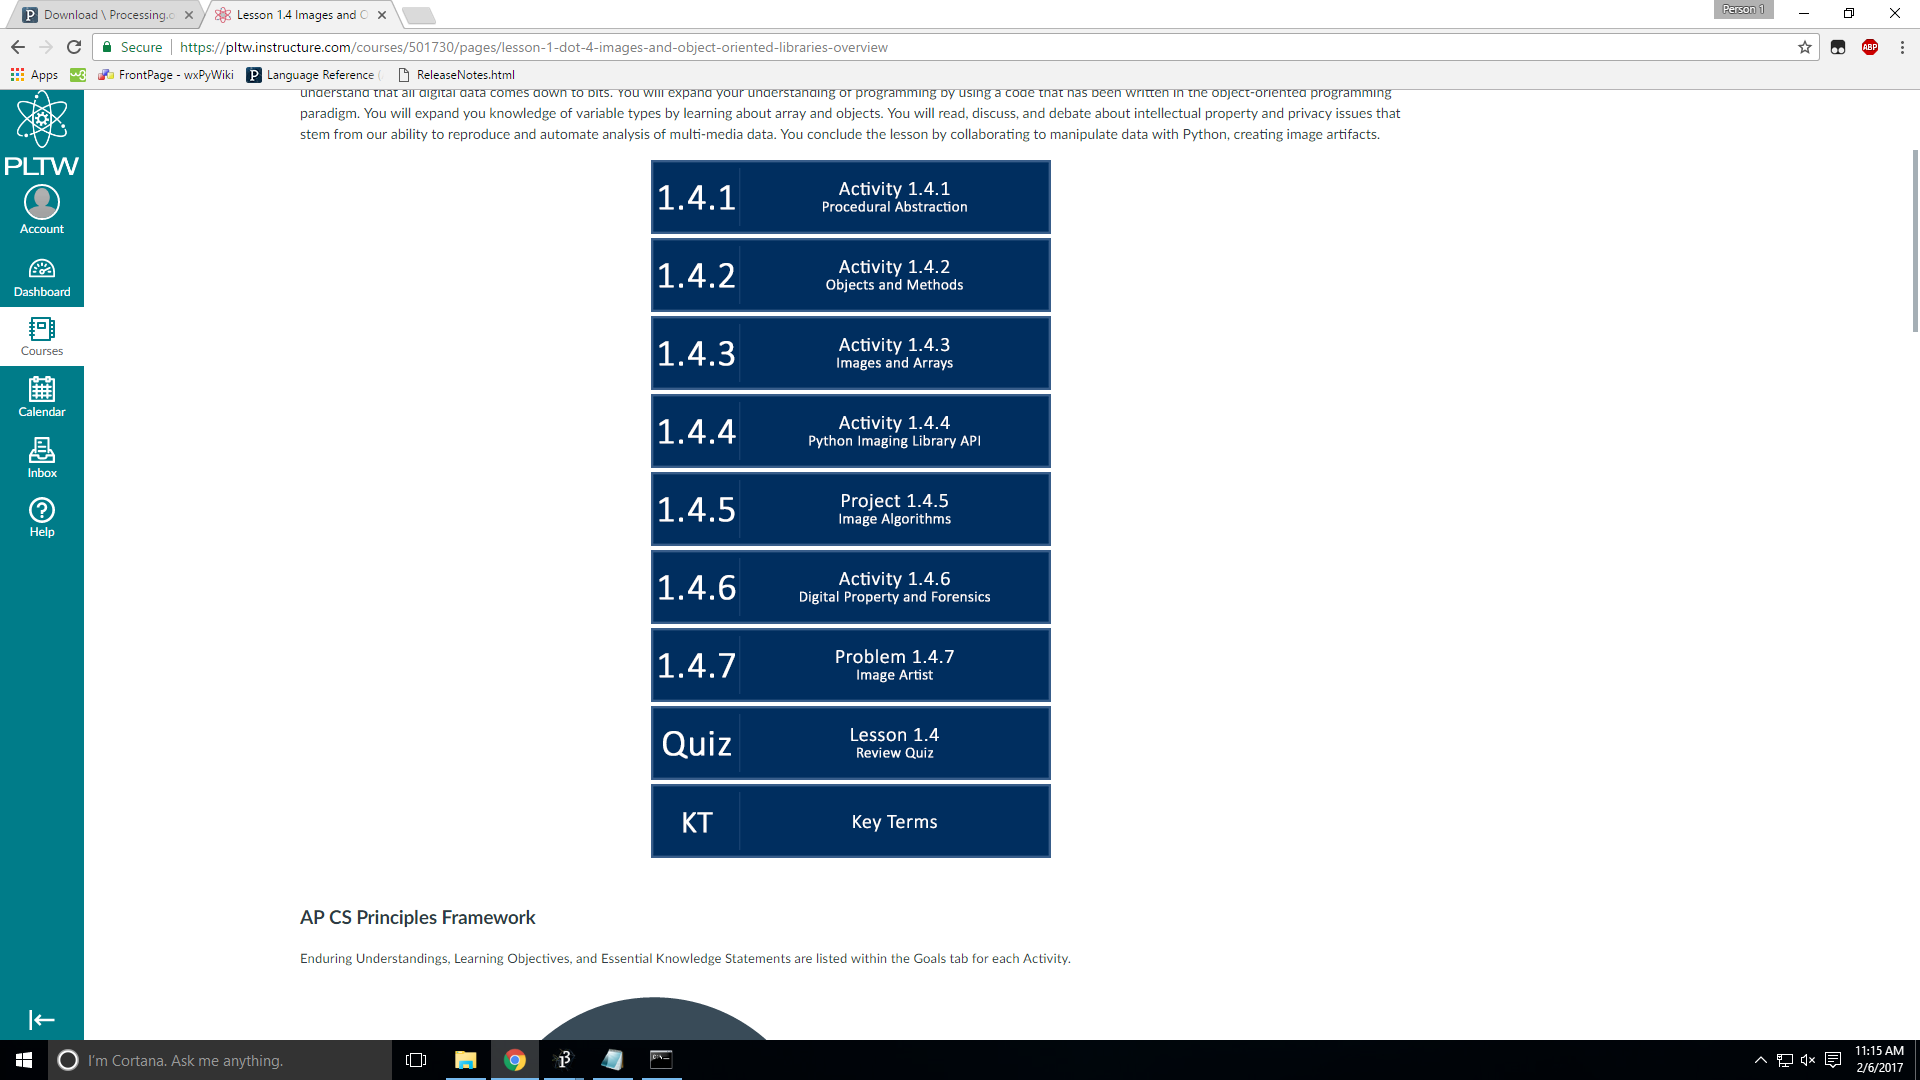 Download \ Processing.o
Lesson 1.4 Images and O
Person 1
Secure
https://pltw.instructure.com/courses/501730/pages/lesson-1-dot-4-images-and-object-oriented-libraries-overview
ABP
Apps
FrontPage - wxPyWiki
P Language Reference (
ReleaseNotes.html
understand that all digital data comes down to bits. You will expand your understanding of programming by using a code that has been written in the object-oriented programming
paradigm. You will expand you knowledge of variable types by learning about array and objects. You will read, discuss, and debate about intellectual property and privacy issues that
stem from our ability to reproduce and automate analysis of multi-media data. You conclude the lesson by collaborating to manipulate data with Python, creating image artifacts.
PLTW
Account
Dashboard
Courses
Calendar
Inbox
Help
1.4.1
Activity 1.4.1
Procedural Abstraction
1.4.2
Activity 1.4.2
Objects and Methods
1.4.3
Activity 1.4.3
Images and Arrays
1.4.4
Activity 1.4.4
Python Imaging Library API
1.4.5
Project 1.4.5
Image Algorithms
1.4.6
Activity 1.4.6
Digital Property and Forensics
1.4.7
Problem 1.4.7
Image Artist
Quiz
Lesson 1.4
Review Quiz
KT
Key Terms
AP CS Principles Framework
Enduring Understandings, Learning Objectives, and Essential Knowledge Statements are listed within the Goals tab for each Activity.
I'm Cortana. Ask me anything.
11:15 AM
2/6/2017